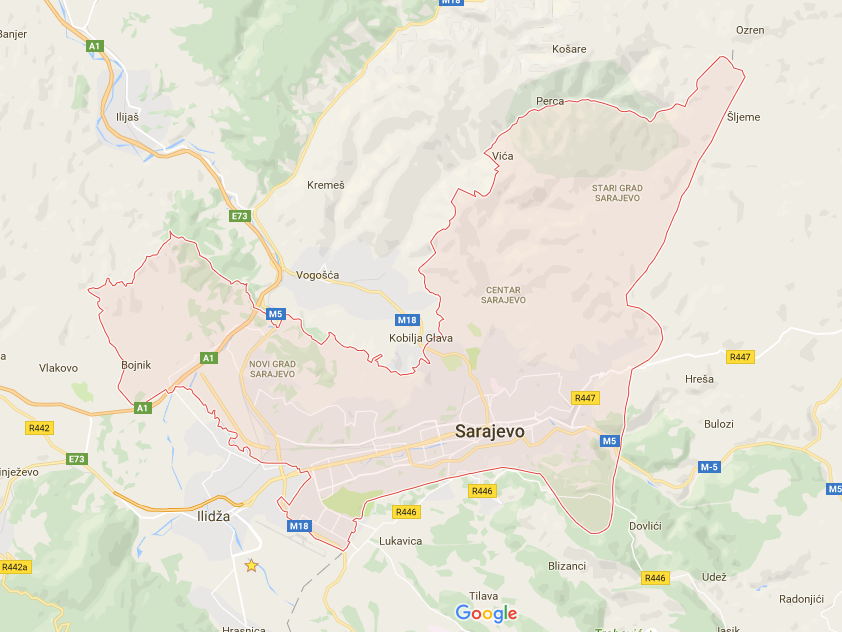 M18
Ozren
Banjer
A1
Košare
Perca
Ilijaš
Šljeme
Vića
Kremeš
STARI GRAD
SARAJEVO
E73
Vogošća
CENTAR
SARAJEVO
M5
M18
Kobilja Glava
A1
R447
Vlakovo
Bojnik
NOVI GRAD
SARAJEVO
Hreša
R447
A1
R442
Sarajevo
Bulozi
M5
E73
M-5
M5
R446
Ilidža
R446
M18
Dovlići
Lukavica
R442a
Blizanci
R446
Udež
Tilava
Radonjići
Google
Hrasnica